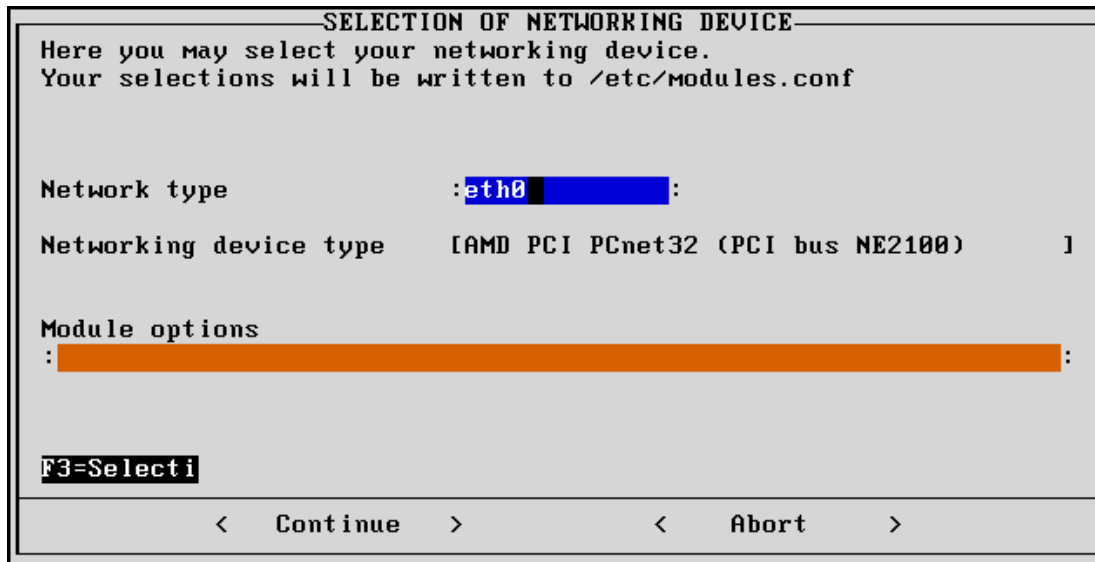 SELECTION OF NETWORKING DEVICE
Here you may select your networking device.
Your selections will be written to /etc/modules.conf
Network type :eth0 :
Networking device type [AMD PCI PCnet32 (PCI bus NE2100) ]
Module options
: :
F3=Selecti
< Continue > < Abort >